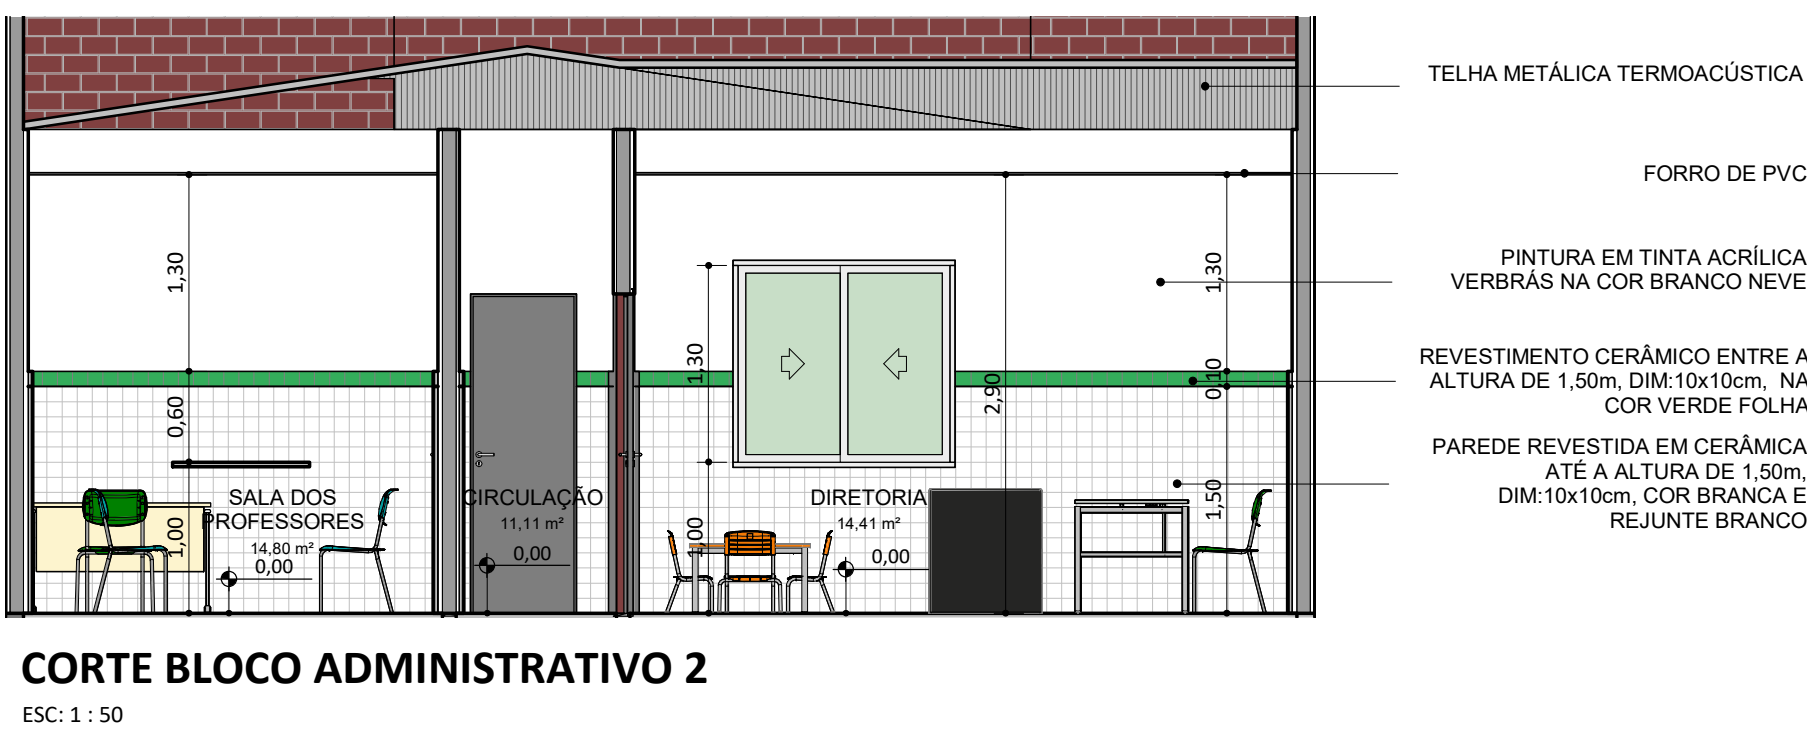 TELHA METÁLICA TERMOACÚSTICA
FORRO DE PVC
PINTURA EM TINTA ACRÍLICA
VERBRÁS NA COR BRANCO NEVE
REVESTIMENTO CERÂMICO ENTRE A
ALTURA DE 1,50m, DIM:10x10cm, NA
COR VERDE FOLHA
PAREDE REVESTIDA EM CERÂMICA
ATÉ A ALTURA DE 1,50m,
DIM:10x10cm, COR BRANCA E
REJUNTE BRANCO
1,30
0,60
1,00
SALA DOS
PROFESSORES
14,80 m²
0,00
CIRCULAÇÃO
11,11 m²
0,00
1,30
1,00
DIRETORIA
14,41 m²
0,00
2,90
1,30
0,10
1,50
CORTE BLOCO ADMINISTRATIVO 2
ESC: 1 : 50